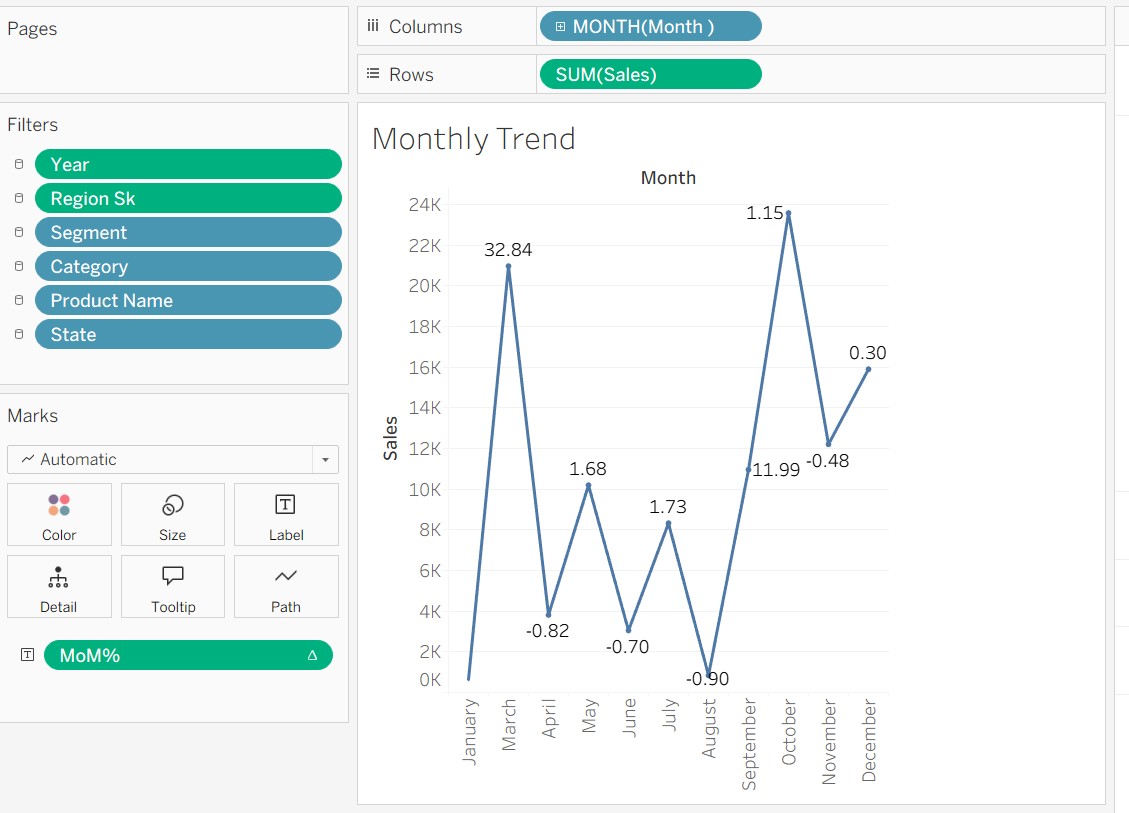 Pages
Columns
MONTH(Month )
Rows
SUM(Sales)
Filters
Year
Region Sk
Segment
Category
Product Name
State
Marks
Automatic
Color
Size
Label
Detail
Tooltip
Path
MoM%
Monthly Trend
Month
Sales
24K
22K
20K
18K
16K
14K
12K
10K
8K
6K
4K
2K
0K
32.84
-0.82
1.68
-0.70
1.73
-0.90
11.99
1.15
-0.48
0.30
January
March
April
May
June
July
August
September
October
November
December